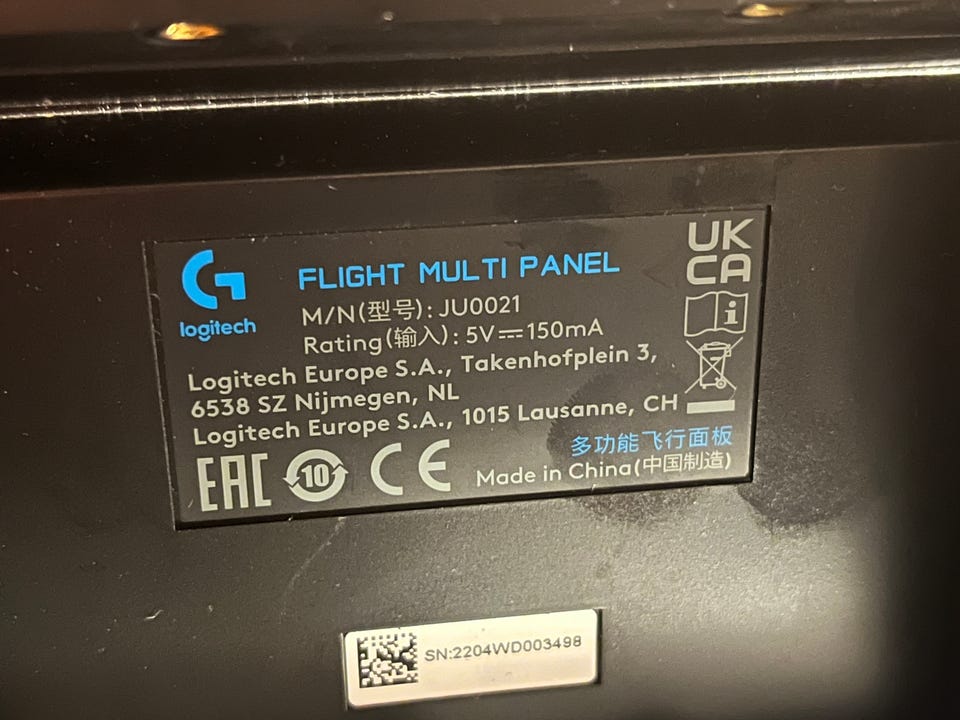 logitech
FLIGHT MULTI PANEL
M/N(型号): JU0021
Rating(输入): 5V⎓150mA
Logitech Europe S.A., Takenhofplein 3,
6538 SZ Nijmegen, NL
Logitech Europe S.A., 1015 Lausanne, CH
UK
CA
EAC
10
CE
多功能飞行面板
Made in China(中国制造)
SN:2204WD003498